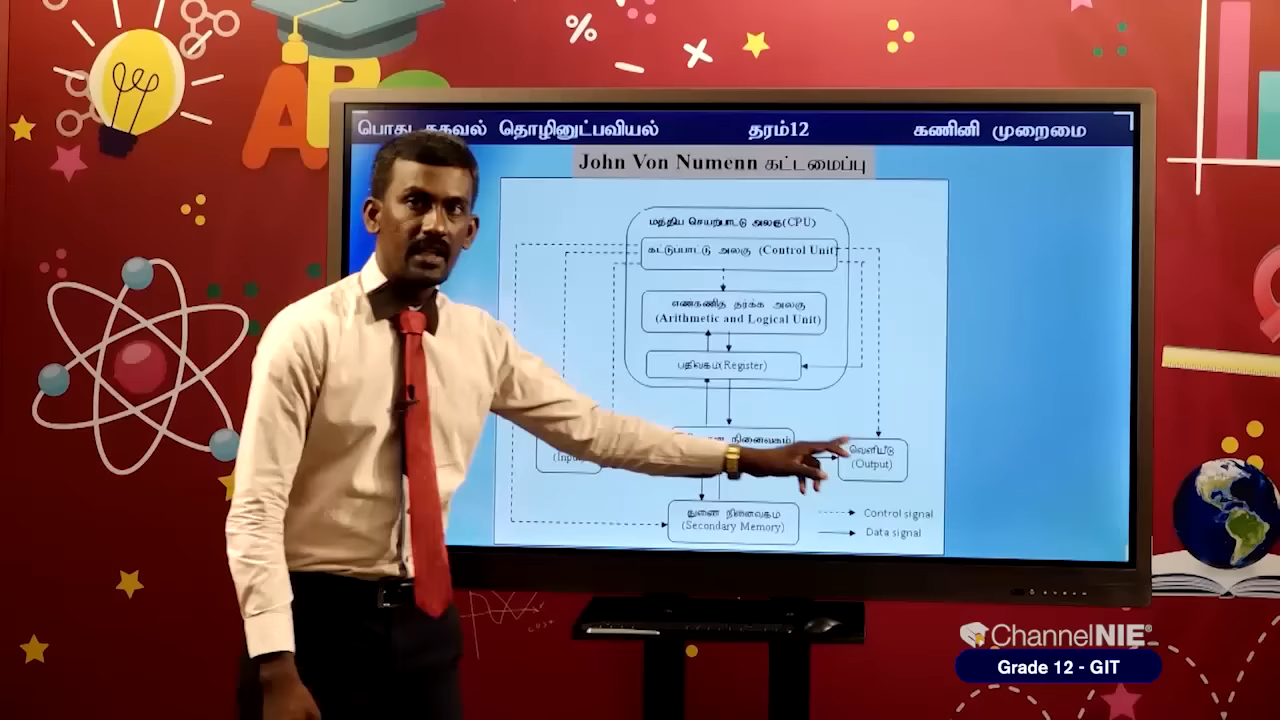 பொது தகவல் தொழினுட்பவியல் தரம்12 கணினி முறைமை
John Von Numenn கட்டமைப்பு
மத்திய செயற்பாட்டு அலகு(CPU)
கட்டுப்பாட்டு அலகு (Control Unit)
எண்கணித தர்க்க அலகு
(Arithmetic and Logical Unit)
பதிவகம்(Register)
நினைவகம்
(Input)
வெளியீடு
(Output)
துணை நினைவகம்
(Secondary Memory)
Control signal
Data signal
ChannelNIE®
Grade 12 - GIT